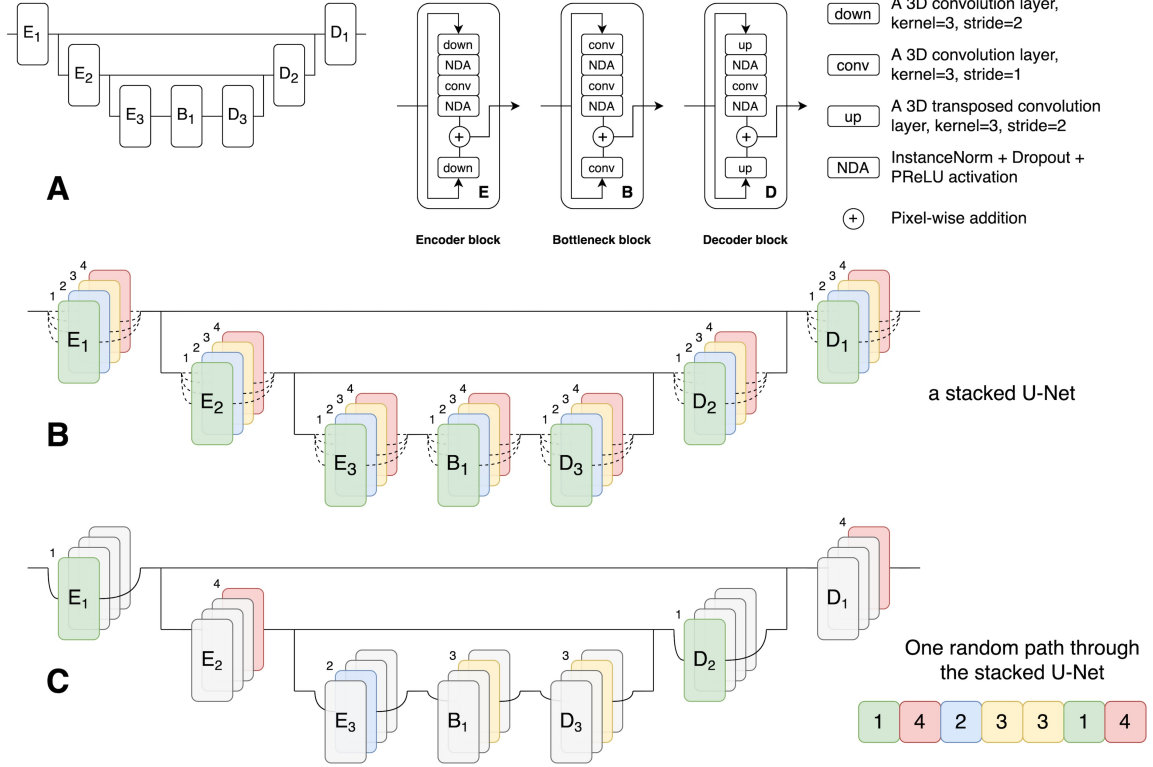 E1
D1
E2
D2
E3
B1
D3
A
down
NDA
conv
NDA
+
down
E
Encoder block
conv
NDA
conv
NDA
+
conv
B
Bottleneck block
up
NDA
conv
NDA
+
up
D
Decoder block
down
A 3D convolution layer,
kernel=3, stride=2
conv
A 3D convolution layer,
kernel=3, stride=1
up
A 3D transposed convolution
layer, kernel=3, stride=2
NDA
InstanceNorm + Dropout +
PReLU activation
+
Pixel-wise addition
1 2 3 4
E1
1 2 3 4
D1
1 2 3 4
E2
1 2 3 4
D2
a stacked U-Net
1 2 3 4
E3
1 2 3 4
B1
1 2 3 4
D3
B
1
E1
4
D1
4
E2
1
D2
2
E3
3
B1
3
D3
C
One random path through
the stacked U-Net
1 4 2 3 3 1 4